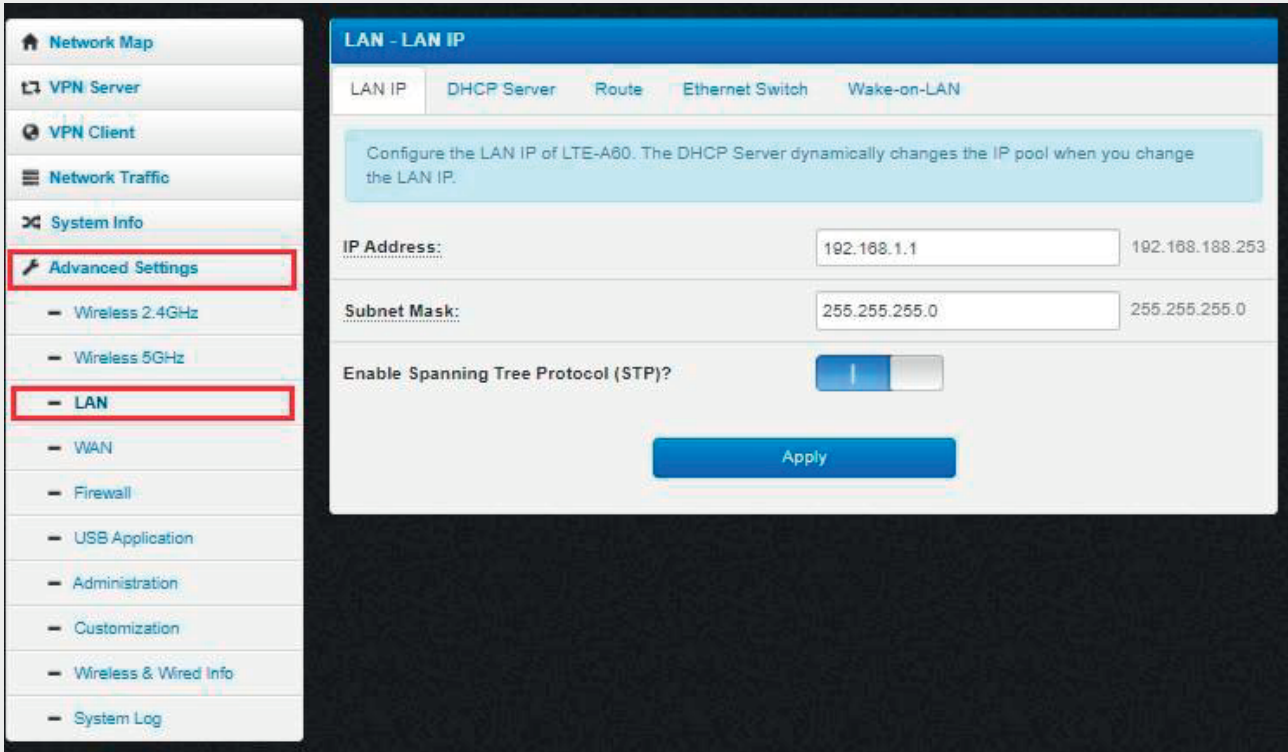 Network Map
VPN Server
VPN Client
Network Traffic
System Info
Advanced Settings
Wireless 2.4GHz
Wireless 5GHz
LAN
WAN
Firewall
USB Application
Administration
Customization
Wireless & Wired Info
System Log
LAN - LAN IP
LAN IP DHCP Server Route Ethernet Switch Wake-on-LAN
Configure the LAN IP of LTE-A60. The DHCP Server dynamically changes the IP pool when you change
the LAN IP.
IP Address: 192.168.1.1 192.168.188.253
Subnet Mask: 255.255.255.0 255.255.255.0
Enable Spanning Tree Protocol (STP)?
Apply